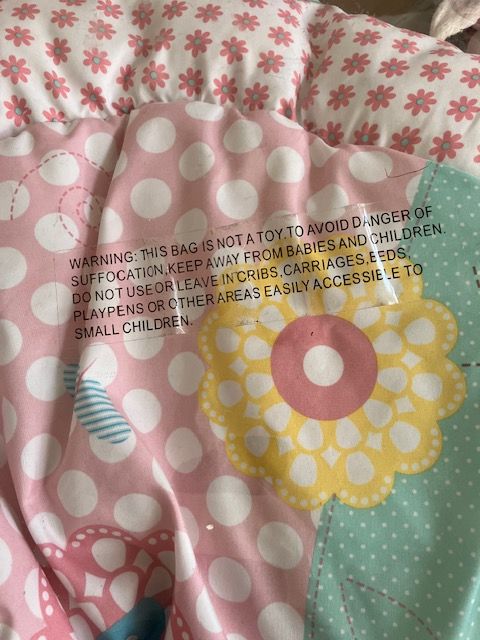 WARNING: THIS BAG IS NOT A TOY.TO AVOID DANGER OF
SUFFOCATION,KEEP AWAY FROM BABIES AND CHILDREN.
DO NOT USE OR LEAVE IN CRIBS,CARRIAGES,BEDS,
PLAYPENS OR OTHER AREAS EASILY ACCESSIBLE TO
SMALL CHILDREN.